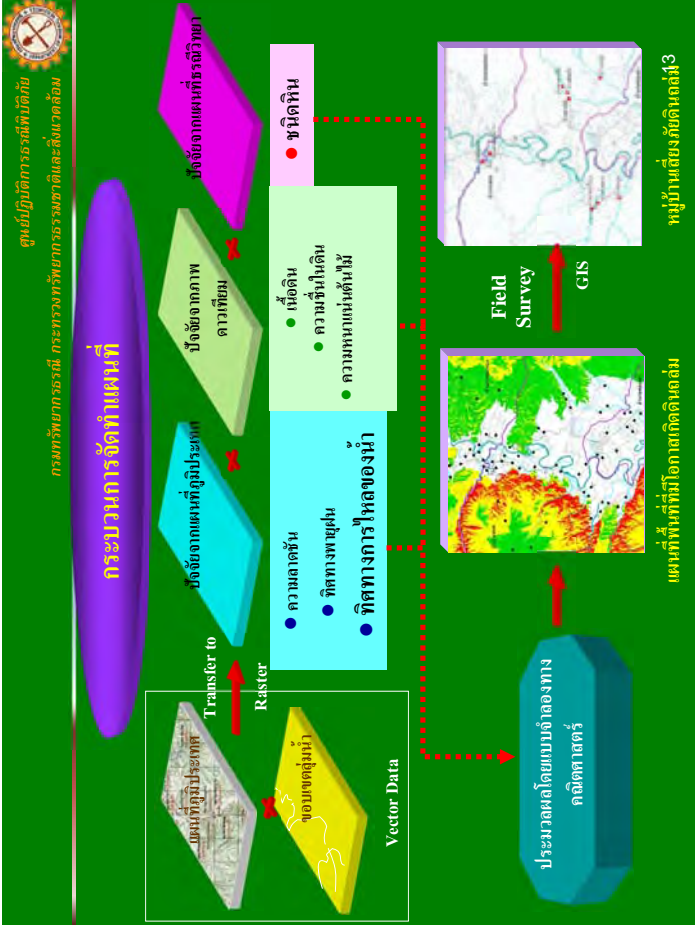 ศูนย์ปฏิบัติการธรณีพิบัติภัย
กรมทรัพยากรธรณี กระทรวงทรัพยากรธรรมชาติและสิ่งแวดล้อม
กระบวนการจัดทำแผนที่
แผนที่ภูมิประเทศ
ขอบเขตลุ่มน้ำ
Vector Data
Transfer to
Raster
ปัจจัยจากแผนที่ภูมิประเทศ
ปัจจัยจากภาพ
ดาวเทียม
ปัจจัยจากแผนที่ธรณีวิทยา
● ความลาดชัน
● ทิศทางพายุฝน
● ทิศทางการไหลของน้ำ
● เนื้อดิน
● ความชื้นในดิน
● ความหนาแน่นต้นไม้
● ชนิดหิน
ประมวลผลโดยแบบจำลองทาง
คณิตศาสตร์
แผนที่พื้นที่ที่มีโอกาสเกิดดินถล่ม
Field
Survey
GIS
หมู่บ้านเสี่ยงภัยดินถล่ม
13